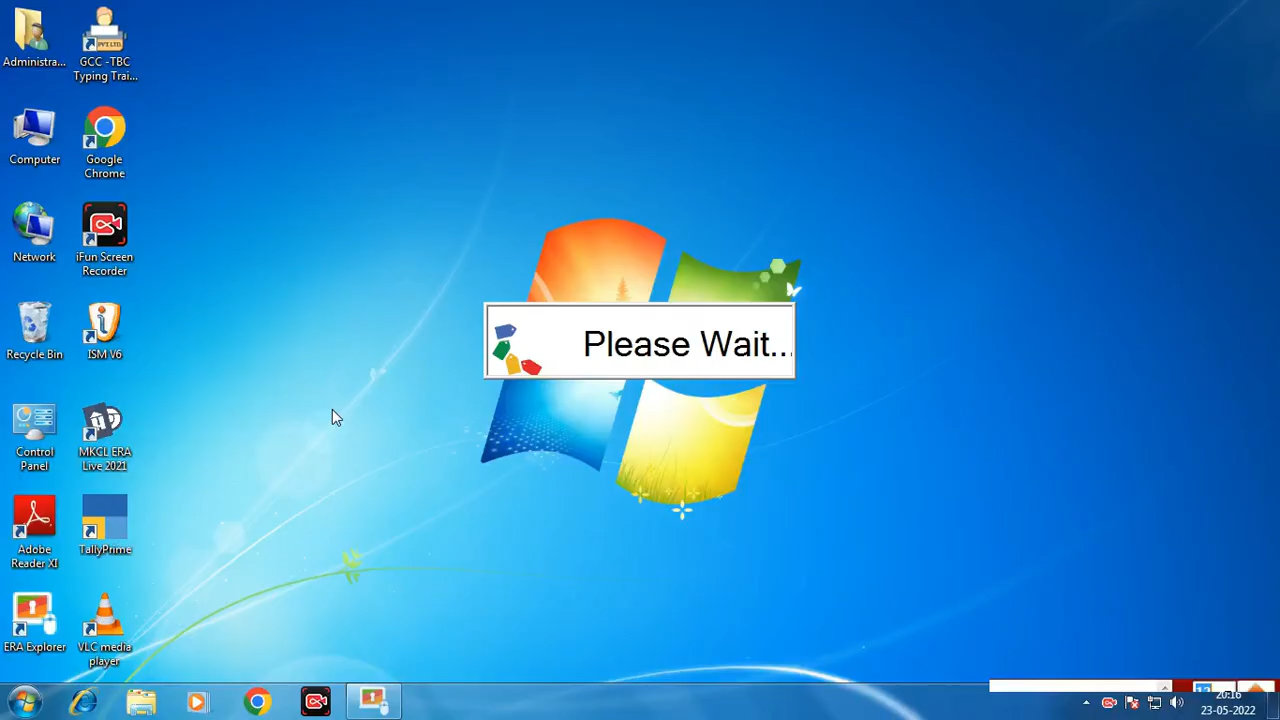 Administra...
GCC -TBC
Typing Trai...
PVT.LTD.
Computer
Google
Chrome
Network
iFun Screen
Recorder
Recycle Bin
ISM V6
Control
Panel
MKCL ERA
Live 2021
Adobe
Reader XI
TallyPrime
ERA Explorer
VLC media
player
Please Wait...
20:16
23-05-2022